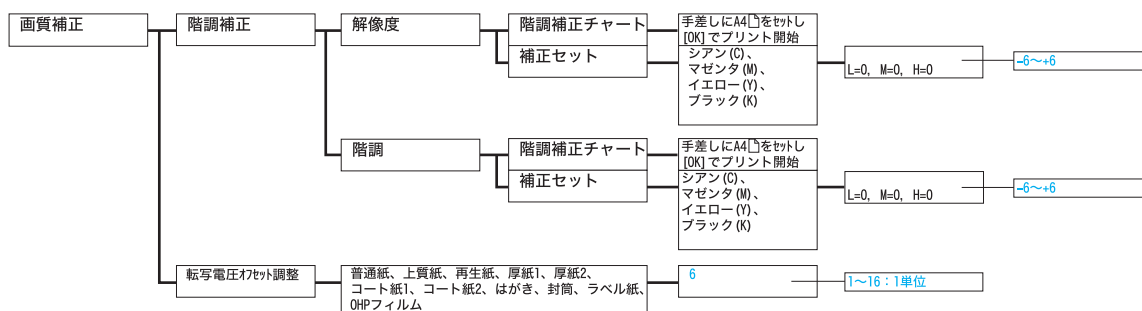 画質補正
階調補正
解像度
階調補正チャート
手差しにA4をセットし
[OK]でプリント開始
補正セット
シアン(C)、
マゼンタ(M)、
イエロー(Y)、
ブラック(K)
L=0, M=0, H=0
−6〜+6
階調
階調補正チャート
手差しにA4をセットし
[OK]でプリント開始
補正セット
シアン(C)、
マゼンタ(M)、
イエロー(Y)、
ブラック(K)
L=0, M=0, H=0
−6〜+6
転写電圧オフセット調整
普通紙、上質紙、再生紙、厚紙1、厚紙2、
コート紙1、コート紙2、はがき、封筒、ラベル紙、
OHPフィルム
6
1〜16：1単位